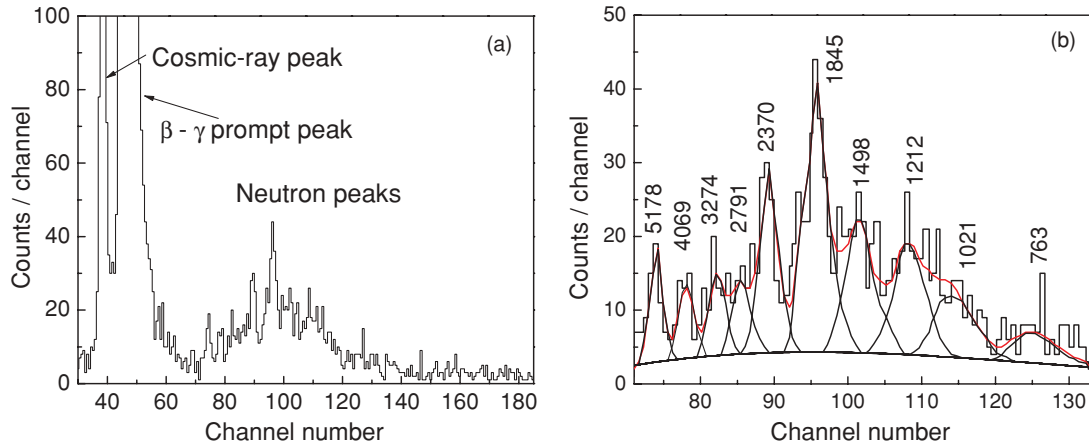 (a)
100
80
60
40
20
0
Counts / channel
Cosmic-ray peak
β - γ prompt peak
Neutron peaks
40 60 80 100 120 140 160 180
Channel number
(b)
50
40
30
20
10
0
Counts / channel
5178
4069
3274
2791
2370
1845
1498
1212
1021
763
80 90 100 110 120 130
Channel number